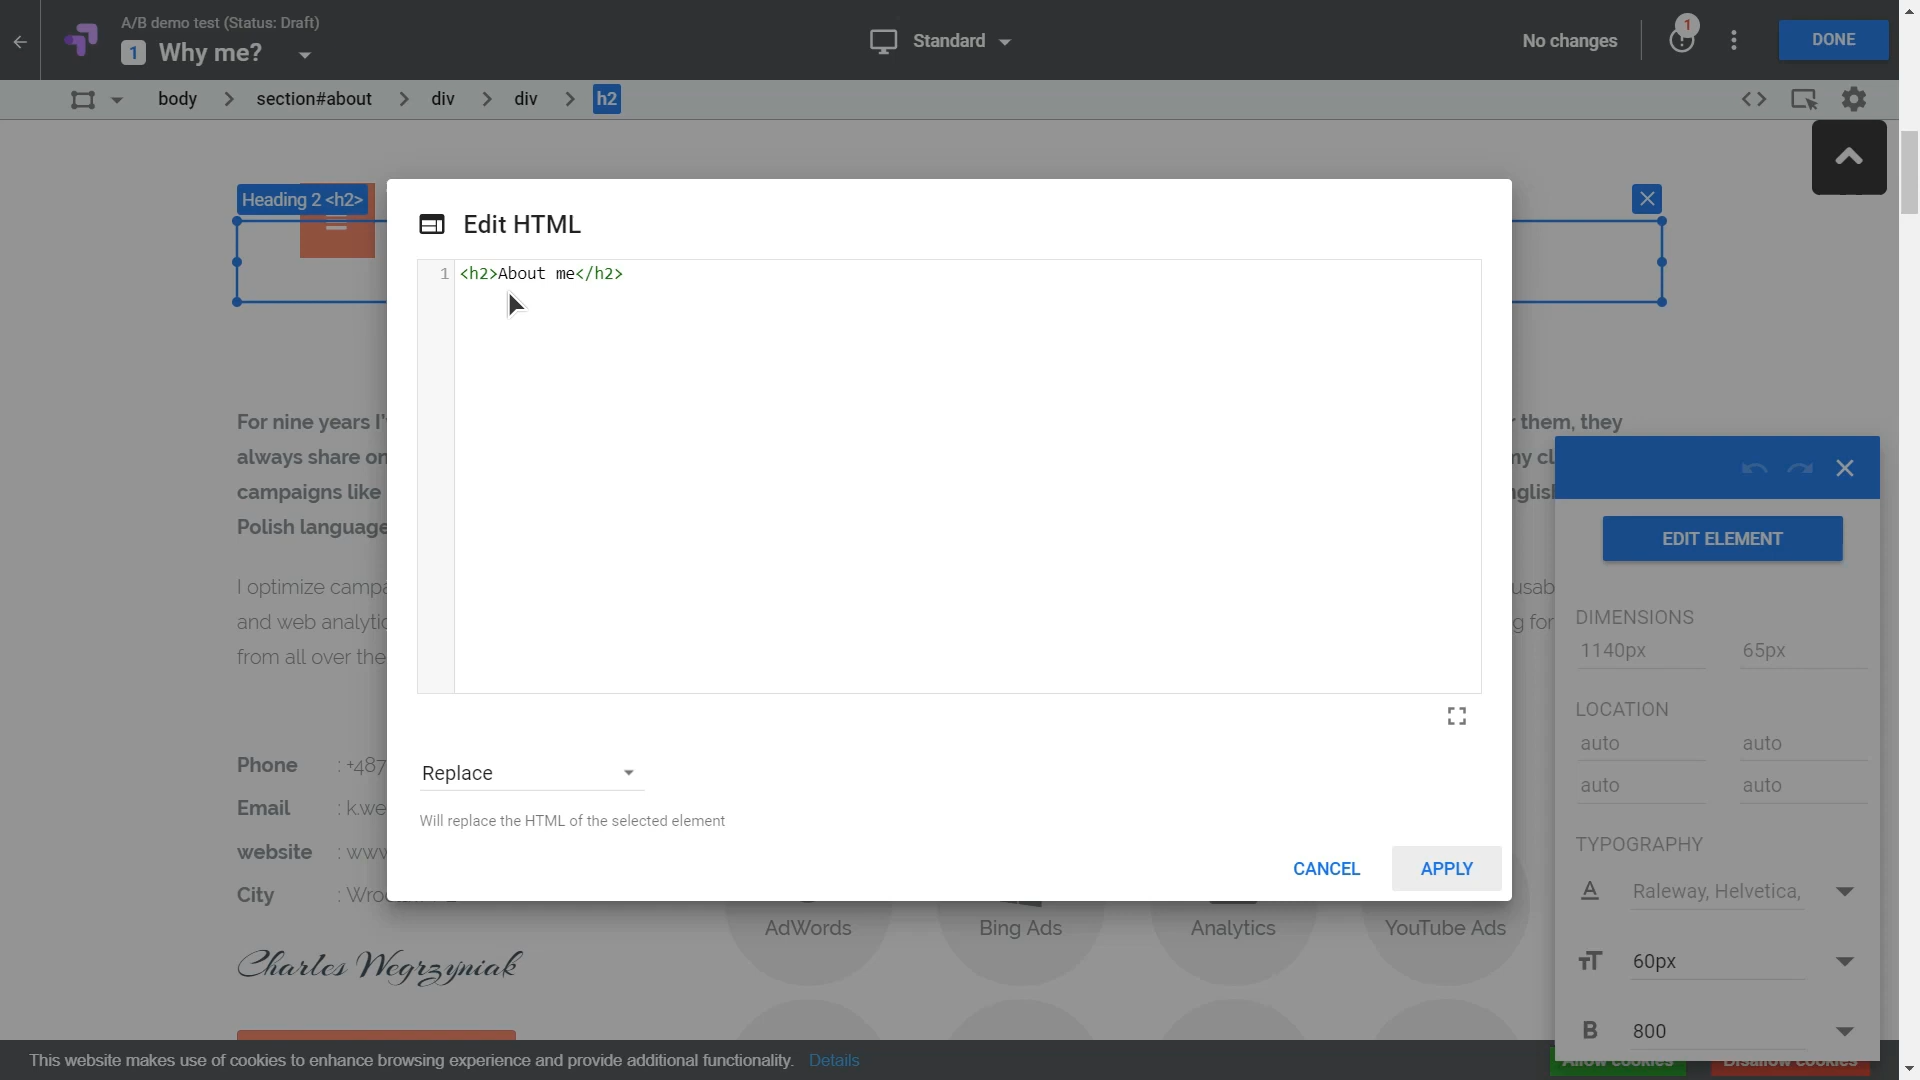 A/B demo test (Status: Draft)
1 Why me?
Standard
No changes
1
DONE
body > section#about > div > div > h2
Heading 2 <h2>
Edit HTML
1 <h2>About me</h2>
Replace
Will replace the HTML of the selected element
CANCEL
APPLY
For nine years I'
always share on
campaigns like
Polish language
them, they
I optimize campa
and web analytic
from all over the
usab
g for
Phone : +487
Email : k.we
website : www
City : Wro
Charles Wegrzyniak
AdWords
Bing Ads
Analytics
YouTube Ads
EDIT ELEMENT
DIMENSIONS
1140px 65px
LOCATION
auto auto
auto auto
TYPOGRAPHY
Raleway, Helvetica,
60px
B 800
This website makes use of cookies to enhance browsing experience and provide additional functionality. Details
Allow cookies
Disallow cookies